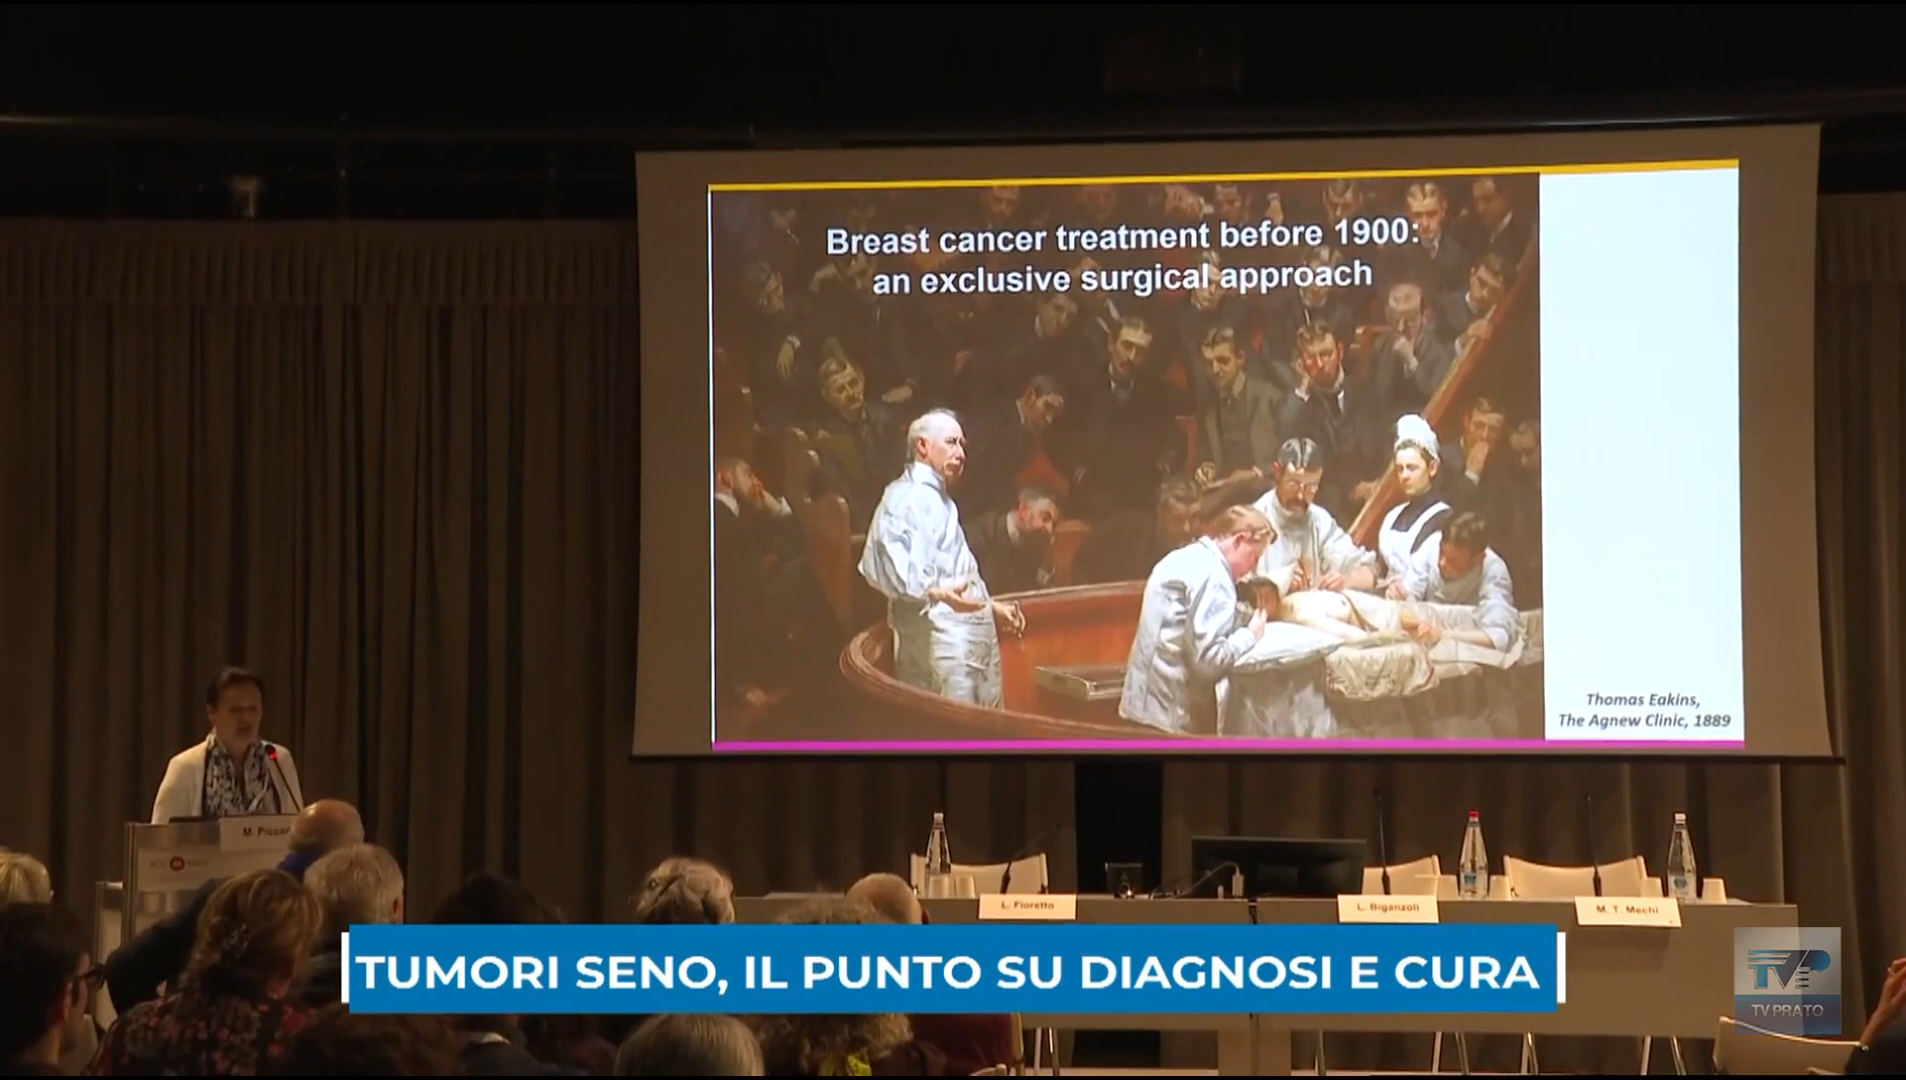 Breast cancer treatment before 1900:
an exclusive surgical approach
Thomas Eakins,
The Agnew Clinic, 1889
L. Fioretto
L. Biganzoli
M. T. Mechi
TUMORI SENO, IL PUNTO SU DIAGNOSI E CURA
TV PRATO